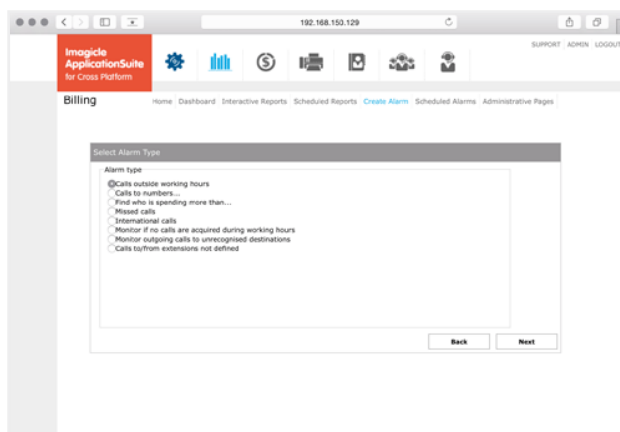 192.168.150.129
SUPPORT ADMIN LOGOUT
Imagicle
ApplicationSuite
for Cross Platform
Billing
Home Dashboard Interactive Reports Scheduled Reports Create Alarm Scheduled Alarms Administrative Pages
Select Alarm Type
Alarm type
Calls outside working hours
Calls to numbers...
Find who is spending more than...
Missed calls
International calls
Monitor if no calls are acquired during working hours
Monitor outgoing calls to unrecognised destinations
Calls to/from extensions not defined
Back Next